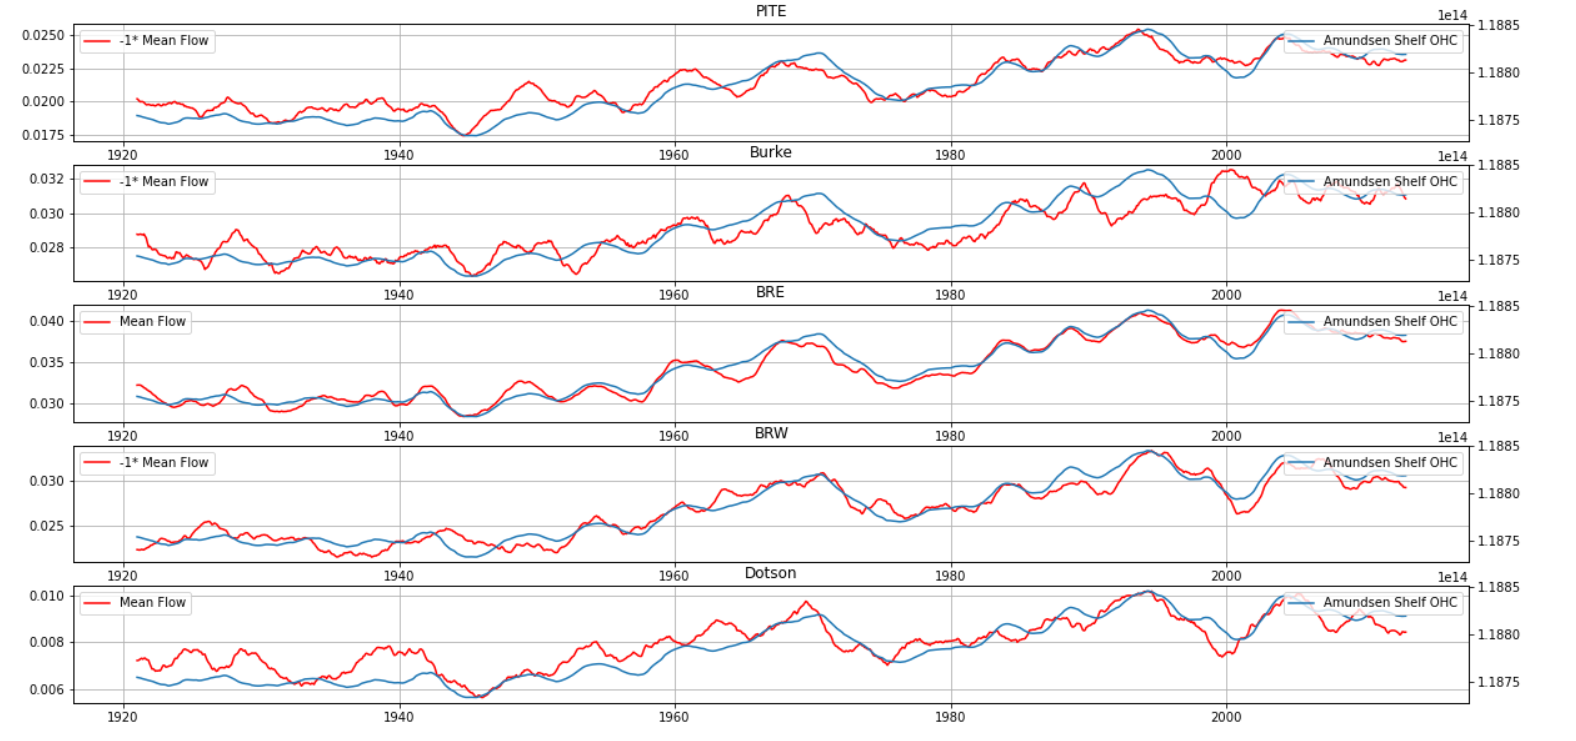 PITE
1e14
0.0250
0.0225
0.0200
0.0175
-1* Mean Flow
Amundsen Shelf OHC
1.1885
1.1880
1.1875
1920
1940
1960
1980
2000
Burke
1e14
0.032
0.030
0.028
-1* Mean Flow
Amundsen Shelf OHC
1.1885
1.1880
1.1875
1920
1940
1960
1980
2000
BRE
1e14
0.040
0.035
0.030
Mean Flow
Amundsen Shelf OHC
1.1885
1.1880
1.1875
1920
1940
1960
1980
2000
BRW
1e14
0.030
0.025
-1* Mean Flow
Amundsen Shelf OHC
1.1885
1.1880
1.1875
1920
1940
1960
1980
2000
Dotson
1e14
0.010
0.008
0.006
Mean Flow
Amundsen Shelf OHC
1.1885
1.1880
1.1875
1920
1940
1960
1980
2000